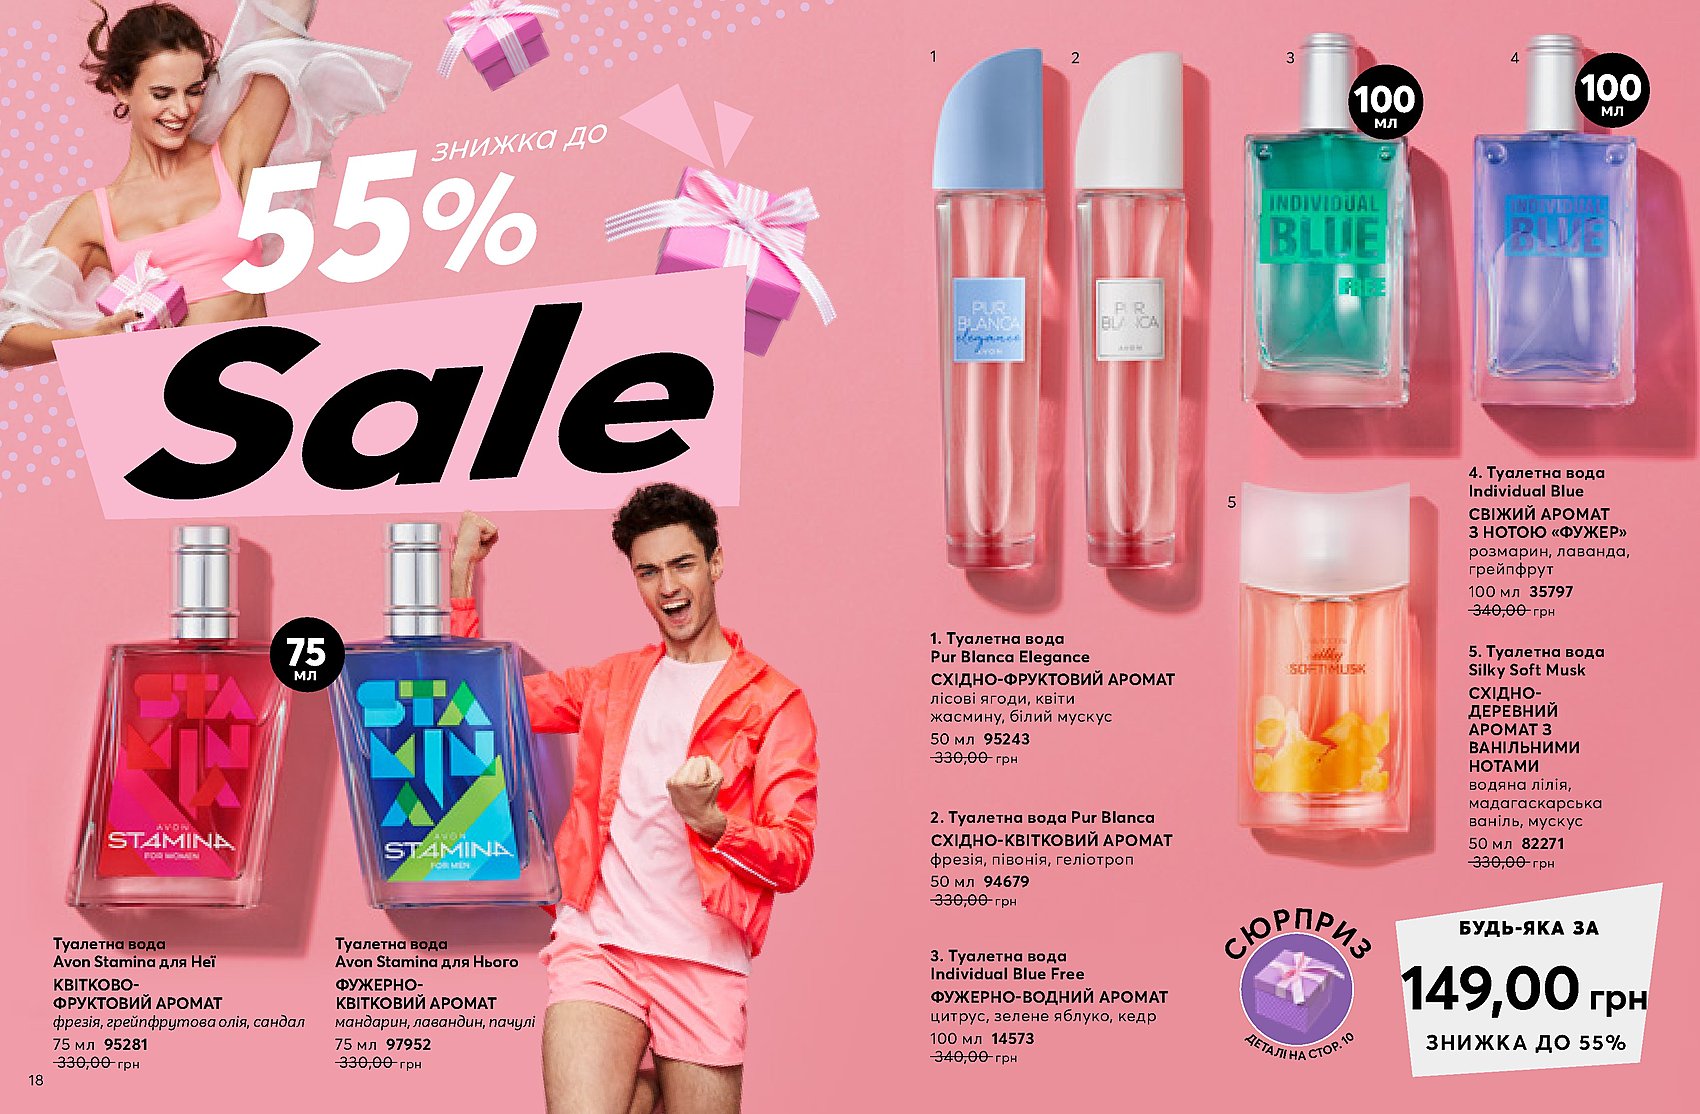 знижка до
55%
Sale
75
мл
STAMINA
AVON
STAMINA
FOR WOMEN
STAMINA
AVON
STAMINA
FOR MEN
Туалетна вода
Avon Stamina для Неї
КВІТКОВО-
ФРУКТОВИЙ АРОМАТ
фрезія, грейпфрутова олія, сандал
75 мл 95281
330,00 грн
Туалетна вода
Avon Stamina для Нього
ФУЖЕРНО-
КВІТКОВИЙ АРОМАТ
мандарин, лавандин, пачулі
75 мл 97952
330,00 грн
18
1
2
3
4
100
мл
100
мл
PUR
BLANCA
elegance
AVON
PUR
BLANCA
AVON
INDIVIDUAL
BLUE
FREE
INDIVIDUAL
BLUE
5
silky
SOFT MUSK
1. Туалетна вода
Pur Blanca Elegance
СХІДНО-ФРУКТОВИЙ АРОМАТ
лісові ягоди, квіти
жасмину, білий мускус
50 мл 95243
330,00 грн
2. Туалетна вода Pur Blanca
СХІДНО-КВІТКОВИЙ АРОМАТ
фрезія, півонія, геліотроп
50 мл 94679
330,00 грн
3. Туалетна вода
Individual Blue Free
ФУЖЕРНО-ВОДНИЙ АРОМАТ
цитрус, зелене яблуко, кедр
100 мл 14573
340,00 грн
4. Туалетна вода
Individual Blue
СВІЖИЙ АРОМАТ
З НОТОЮ «ФУЖЕР»
розмарин, лаванда,
грейпфрут
100 мл 35797
340,00 грн
5. Туалетна вода
Silky Soft Musk
СХІДНО-
ДЕРЕВНИЙ
АРОМАТ З
ВАНІЛЬНИМИ
НОТАМИ
водяна лілія,
мадагаскарська
ваніль, мускус
50 мл 82271
330,00 грн
СЮРПРИЗ
ДЕТАЛІ НА СТОР. 10
БУДЬ-ЯКА ЗА
149,00 грн
ЗНИЖКА ДО 55%